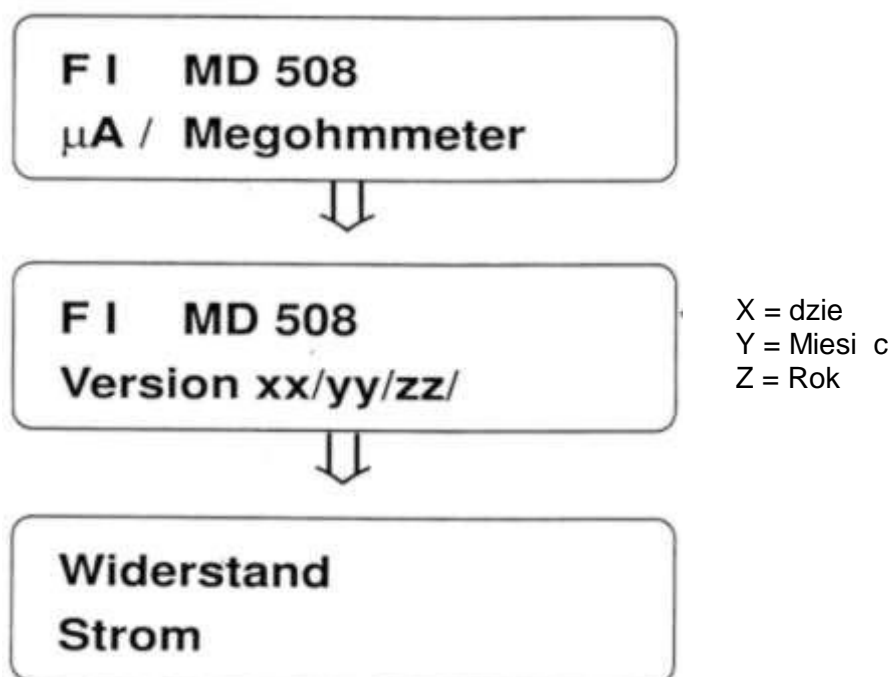 F I MD 508
µA / Megohmmeter
F I MD 508
Version xx/yy/zz/
X = dzie
Y = Miesi c
Z = Rok
Widerstand
Strom